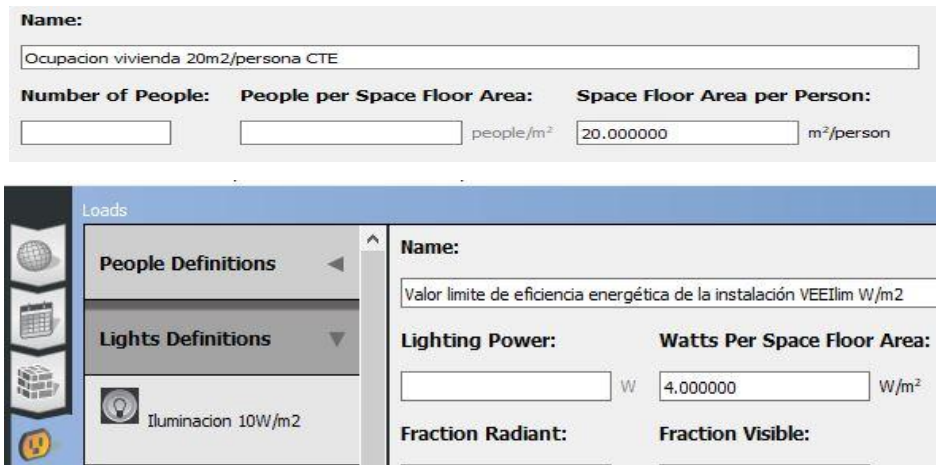 Name:
Ocupacion vivienda 20m2/persona CTE
Number of People: People per Space Floor Area: Space Floor Area per Person:
people/m² 20.000000 m²/person
Loads
People Definitions
Name:
Valor limite de eficiencia energética de la instalación VEEIlim W/m2
Lights Definitions
Lighting Power: Watts Per Space Floor Area:
W 4.000000 W/m²
Iluminacion 10W/m2
Fraction Radiant: Fraction Visible: